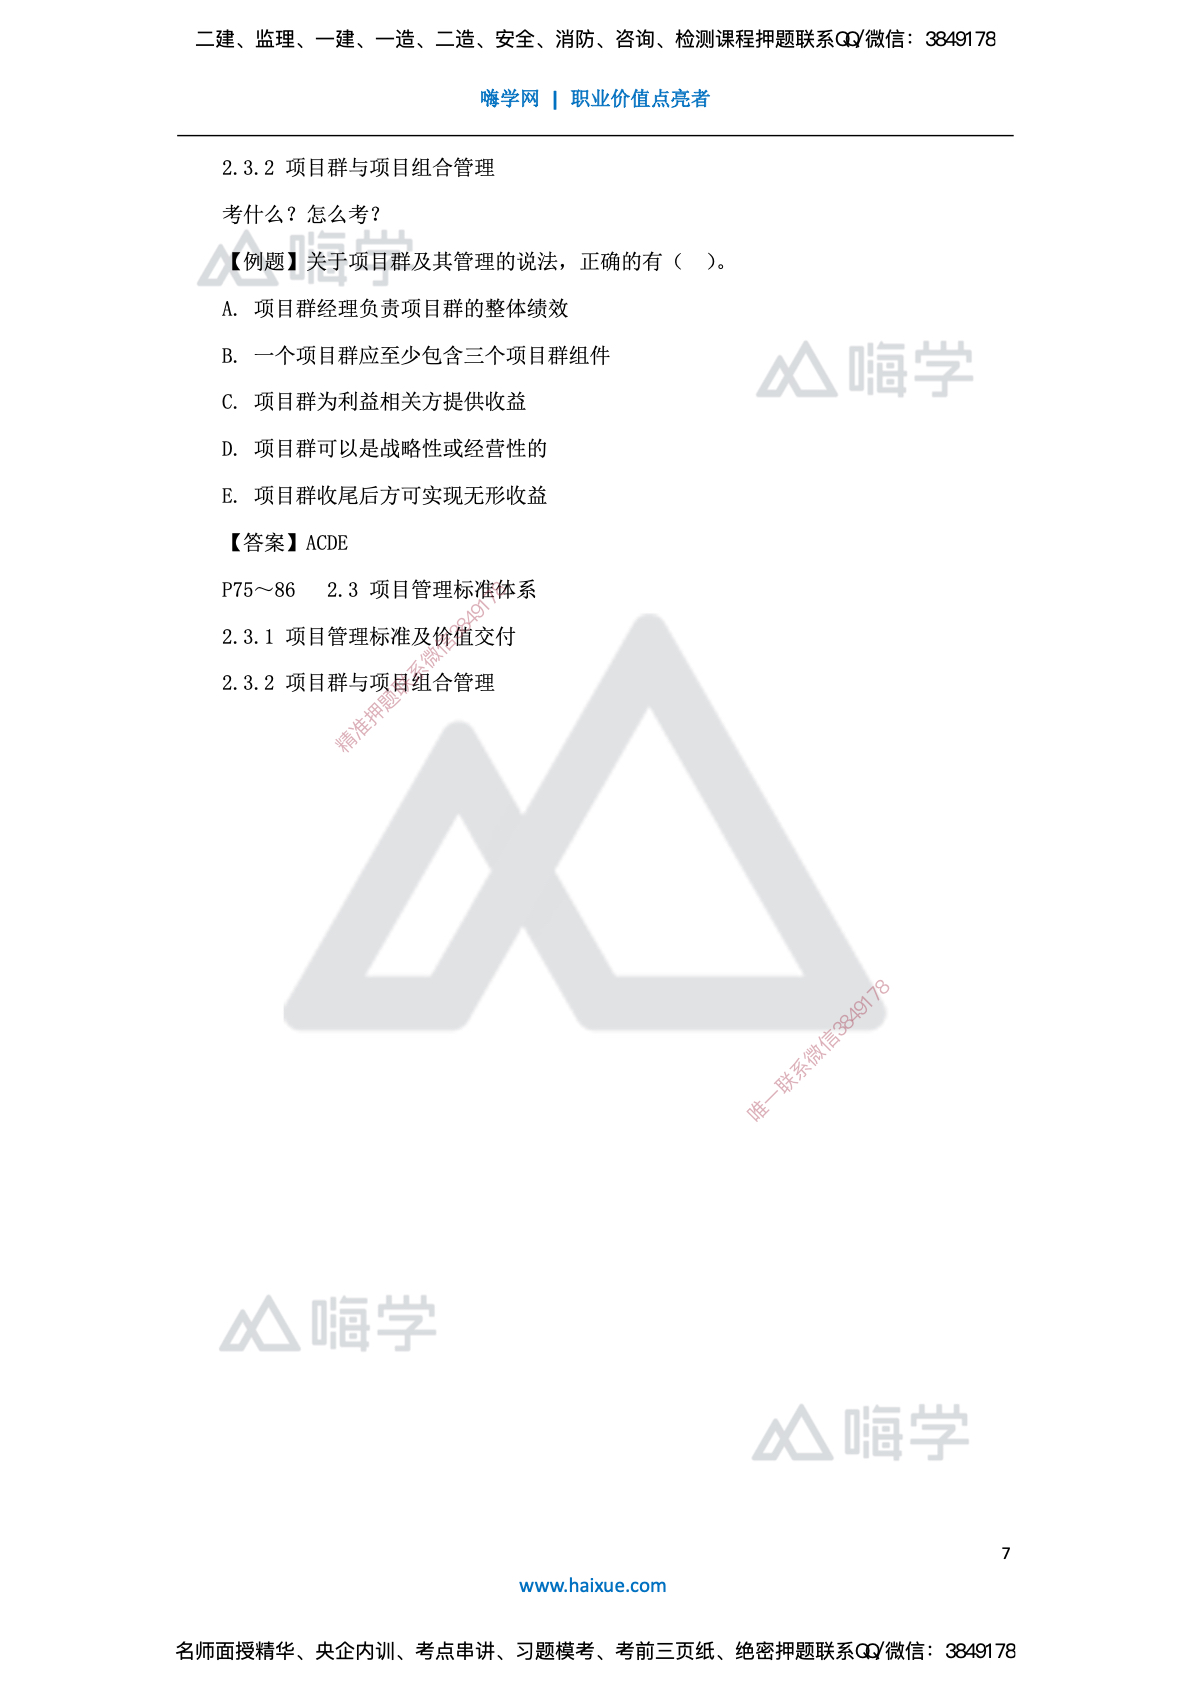 二建、监理、一建、一造、二造、安全、消防、咨询、检测课程押题联系QQ/微信：3849178
嗨学网 | 职业价值点亮者
2.3.2 项目群与项目组合管理
考什么？怎么考？
嗨学
【例题】关于项目群及其管理的说法，正确的有（ ）。
A. 项目群经理负责项目群的整体绩效
B. 一个项目群应至少包含三个项目群组件
嗨学
C. 项目群为利益相关方提供收益
D. 项目群可以是战略性或经营性的
E. 项目群收尾后方可实现无形收益
【答案】ACDE
P75～86 2.3 项目管理标准体系
2.3.1 项目管理标准及价值交付
2.3.2 项目群与项目组合管理
精准押题联系微信3849178
唯一联系微信3849178
嗨学
嗨学
7
www.haixue.com
名师面授精华、央企内训、考点串讲、习题模考、考前三页纸、绝密押题联系QQ/微信：3849178